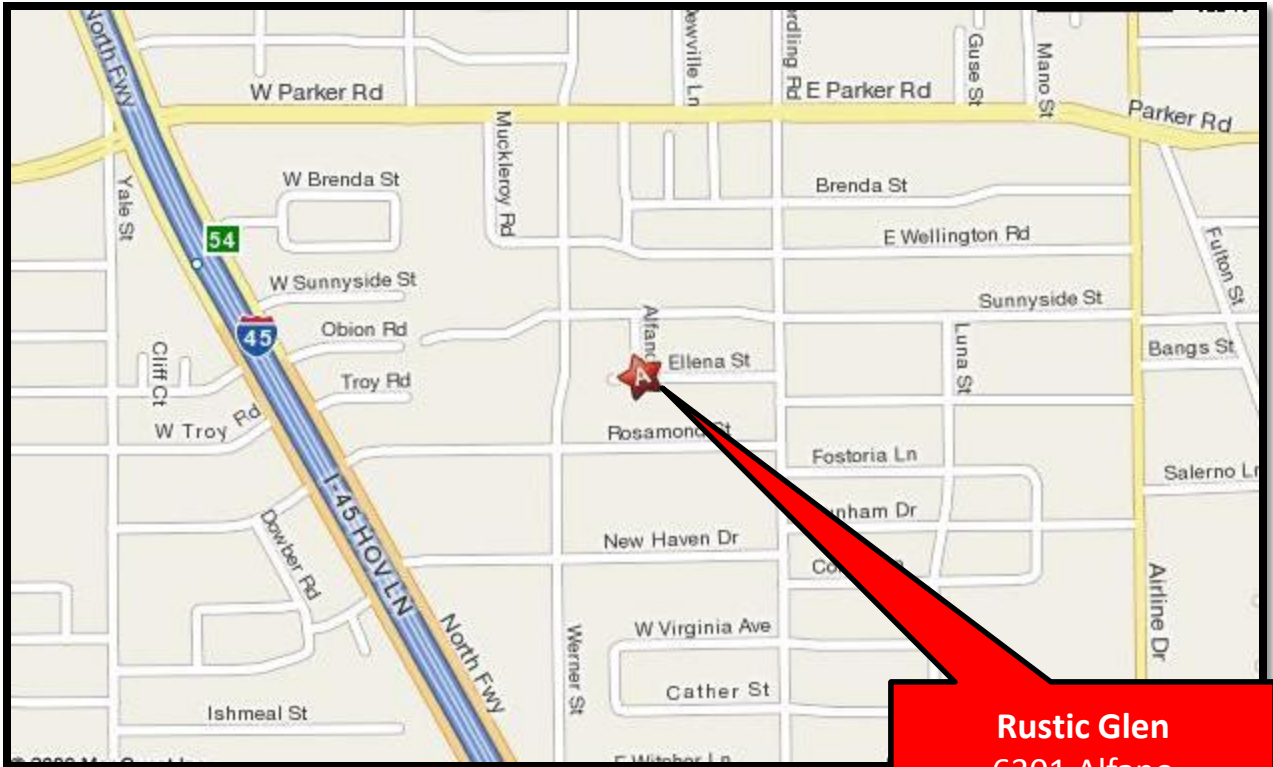 North Fwy
W Parker Rd
E Parker Rd
Guse St
Mano St
Parker Rd
Muckleroy Rd
Yale St
W Brenda St
Brenda St
54
E Wellington Rd
Fulton St
W Sunnyside St
Sunnyside St
45
Obion Rd
Alfano
Luna St
Bangs St
Cliff Ct
Troy Rd
A
Ellena St
W Troy Rd
Rosamond St
Fostoria Ln
Salerno Ln
I-45 HOV LN
Dowber Rd
New Haven Dr
Airline Dr
North Fwy
Werner St
W Virginia Ave
Cather St
Ishmeal St
Rustic Glen
6301 Alfano